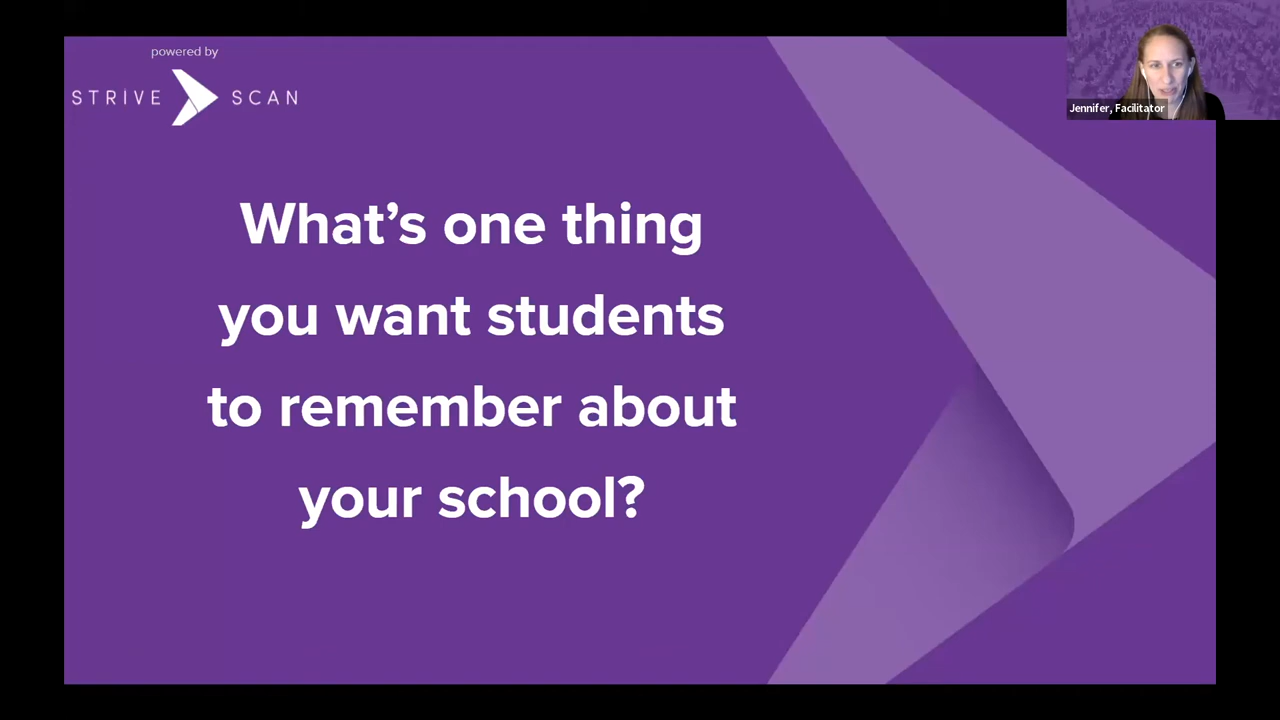 powered by
STRIVE SCAN
Jennifer, Facilitator
What's one thing
you want students
to remember about
your school?